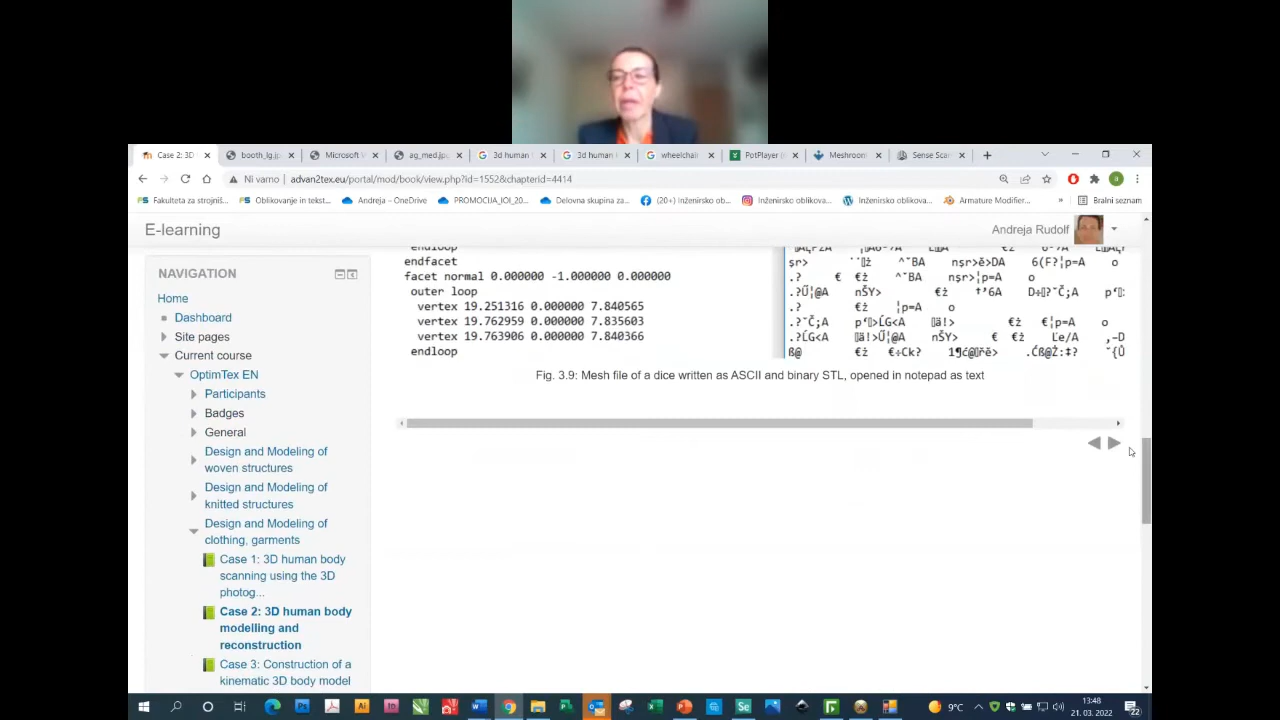 Case 2: 3D
booth_lg.jp
Microsoft
ag_med.jp
3d human
3d human
wheelchair
PotPlayer
Meshroom
Sense Sca
Ni varno | advan2tex.eu/portal/mod/book/view.php?id=1552&chapterid=4414
Fakulteta za strojniš...
Oblikovanje in tekst...
Andreja – OneDrive
PROMOCIJA_IOI_20...
Delovna skupina za...
(20+) Inženirsko ob...
Inženirsko oblikova...
Inženirsko oblikova...
Armature Modifier...
»
Bralni seznam
E-learning
Andreja Rudolf
NAVIGATION
Home
Dashboard
Site pages
Current course
OptimTex EN
Participants
Badges
General
Design and Modeling of
woven structures
Design and Modeling of
knitted structures
Design and Modeling of
clothing, garments
Case 1: 3D human body
scanning using the 3D
photog...
Case 2: 3D human body
modelling and
reconstruction
Case 3: Construction of a
kinematic 3D body model
endloop
endfacet
facet normal 0.000000 -1.000000 0.000000
outer loop
vertex 19.251316 0.000000 7.840565
vertex 19.762959 0.000000 7.835603
vertex 19.763906 0.000000 7.840366
endloop
Fig. 3.9: Mesh file of a dice written as ASCII and binary STL, opened in notepad as text
9°C
13:48
21. 03. 2022
22